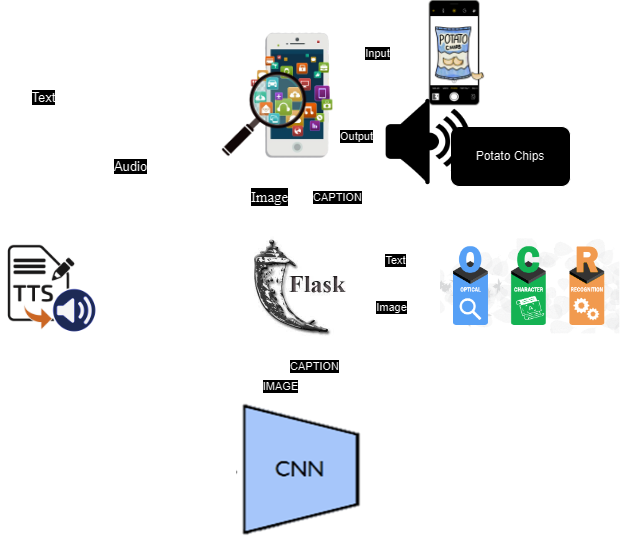 Input
POTATO
CHIPS
Text
Output
Potato Chips
Audio
Image
CAPTION
TTS
Flask
Text
Image
O C R
OPTICAL
CHARACTER
RECOGNITION
CAPTION
IMAGE
CNN